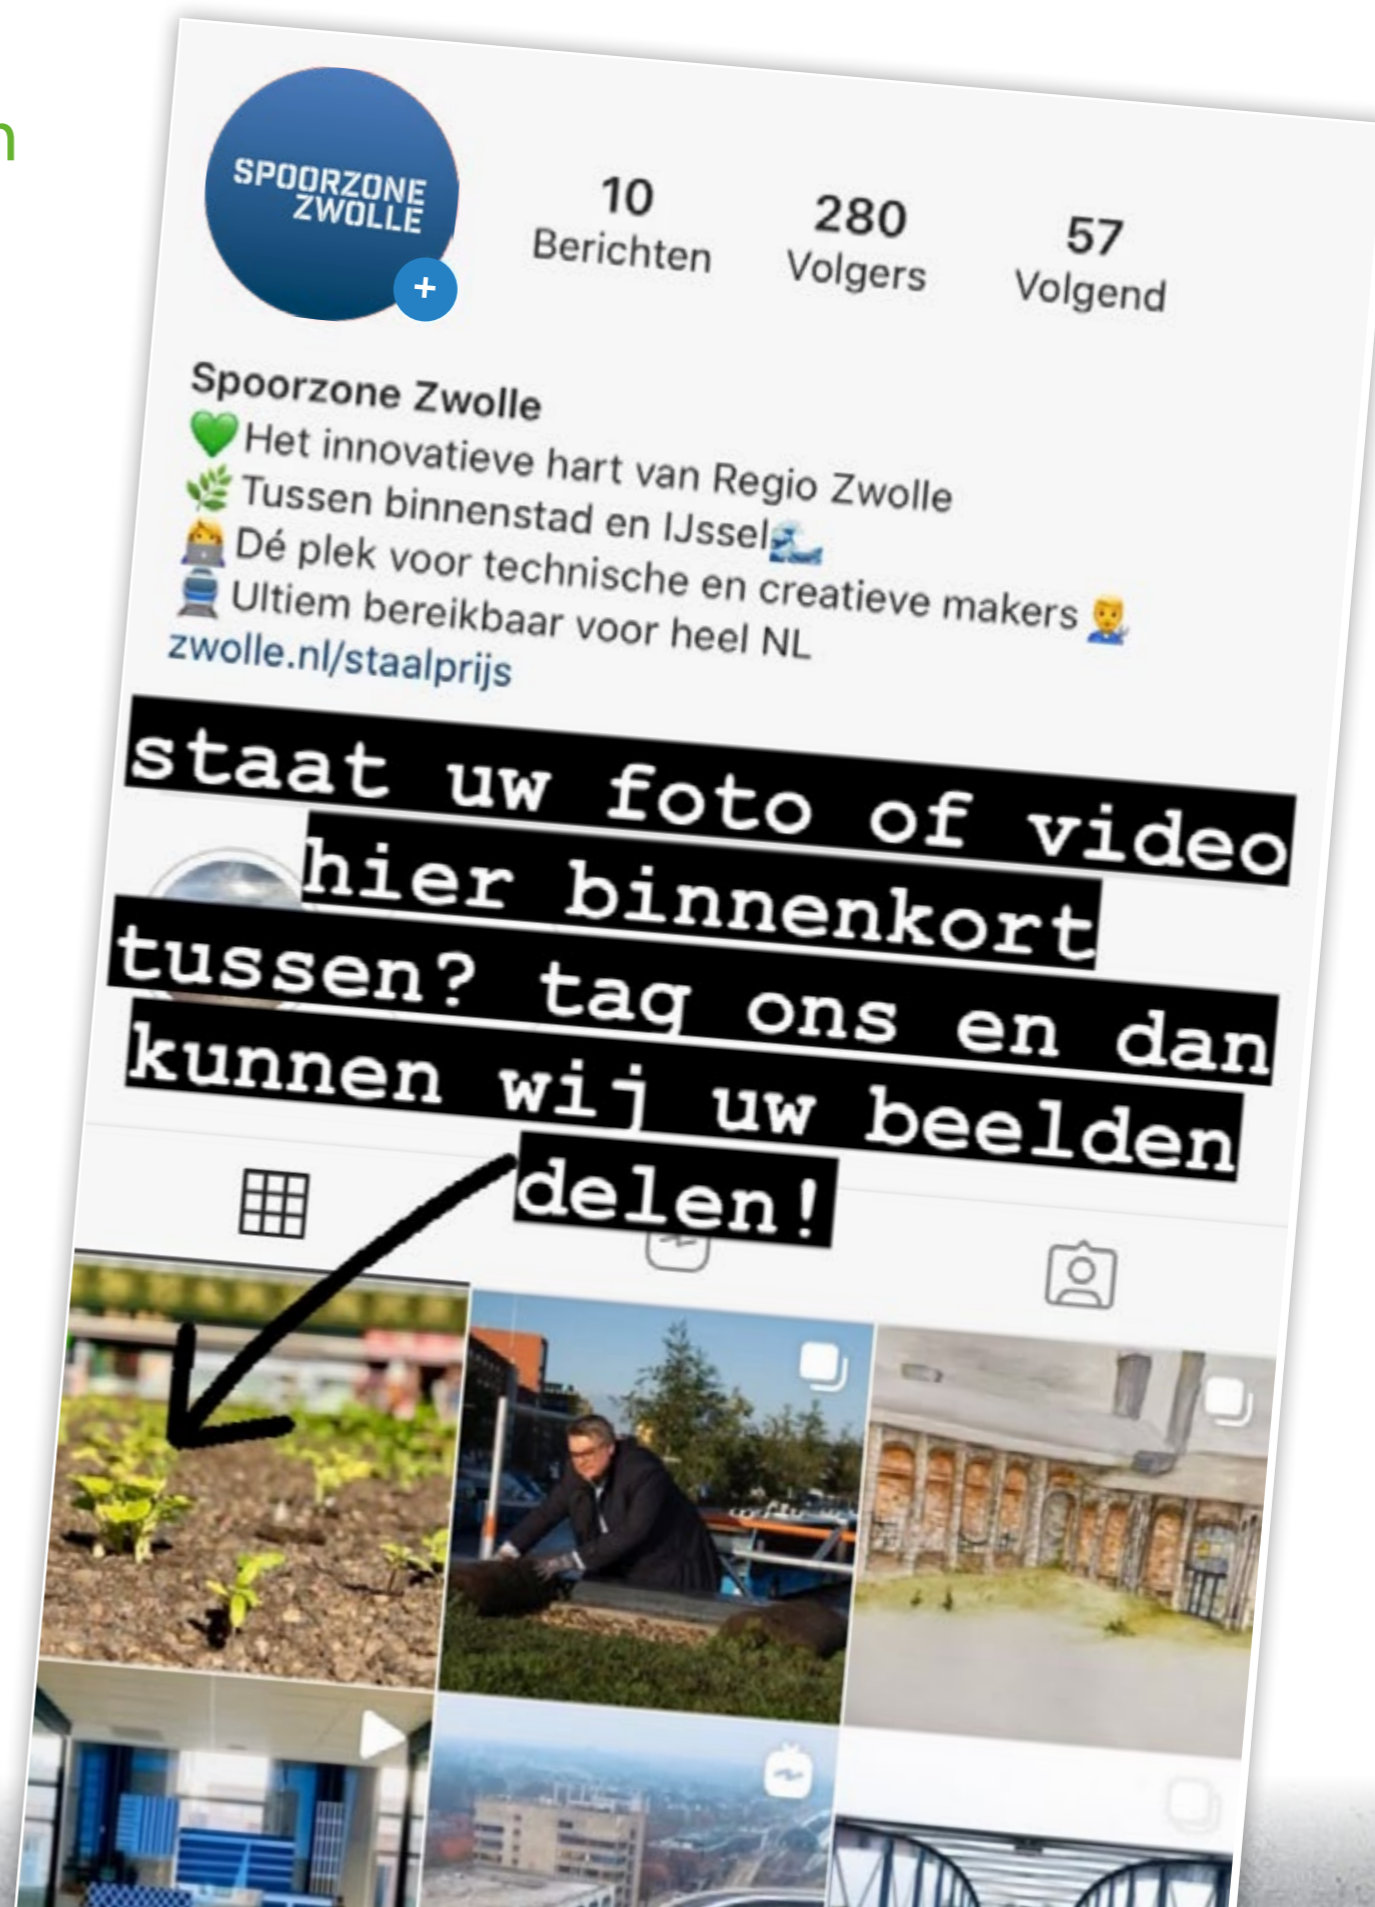 n
SPOORZONE
ZWOLLE
10
Berichten
280
Volgers
57
Volgend
Spoorzone Zwolle
💚Het innovatieve hart van Regio Zwolle
🌿Tussen binnenstad en IJssel🌊
👩‍💻Dé plek voor technische en creatieve makers👨‍🎨
🚆Ultiem bereikbaar voor heel NL
zwolle.nl/staalprijs
staat uw foto of video
hier binnenkort
tussen? tag ons en dan
kunnen wij uw beelden
delen!